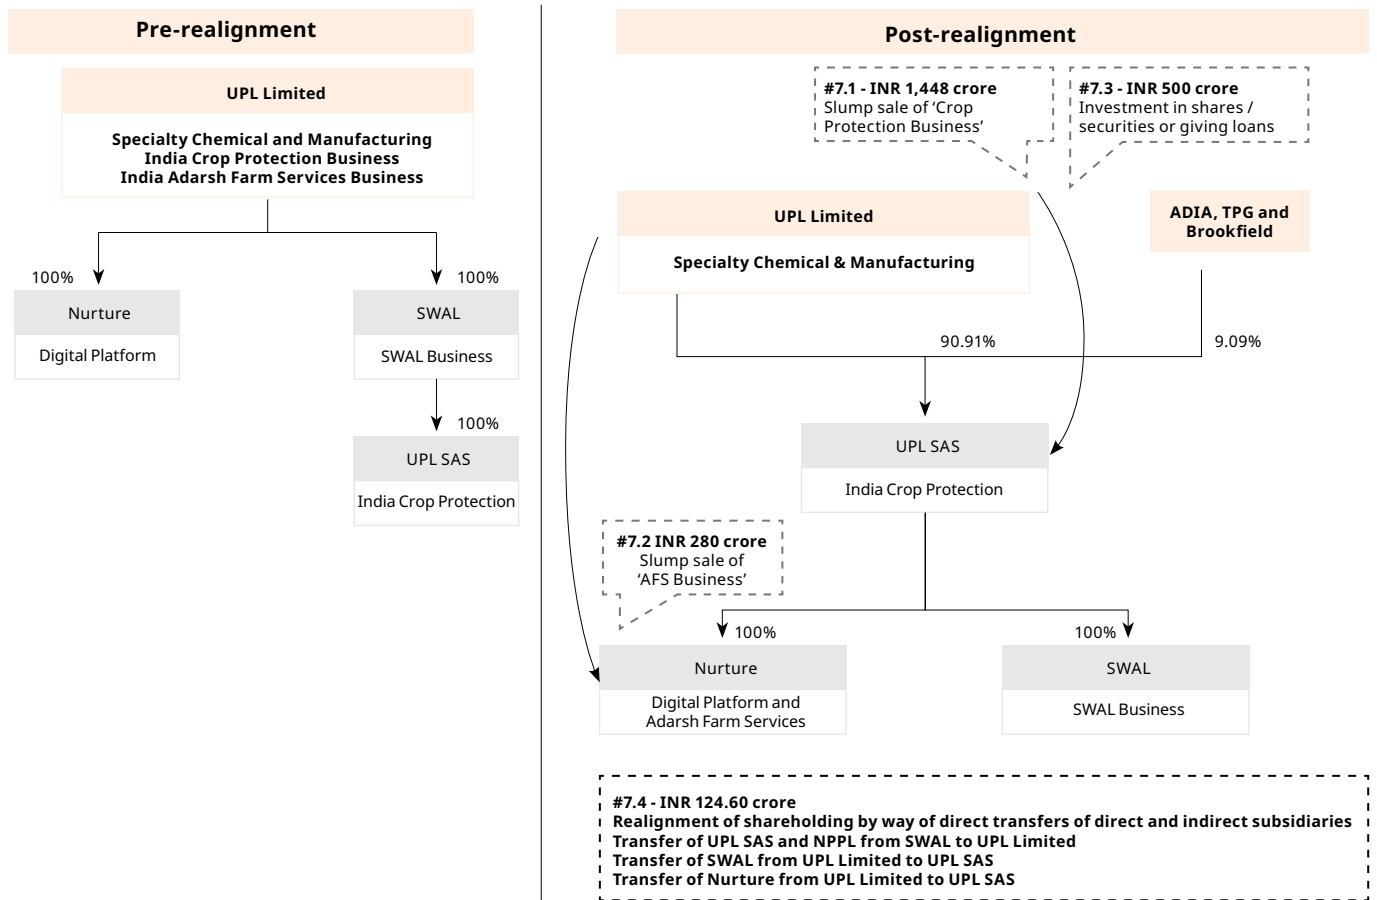 Pre-realignment
UPL Limited
Specialty Chemical and Manufacturing
India Crop Protection Business
India Adarsh Farm Services Business
100%
100%
Nurture
Digital Platform
SWAL
SWAL Business
100%
UPL SAS
India Crop Protection
Post-realignment
#7.1 - INR 1,448 crore
Slump sale of ‘Crop
Protection Business’
#7.3 - INR 500 crore
Investment in shares /
securities or giving loans
UPL Limited
Specialty Chemical & Manufacturing
ADIA, TPG and
Brookfield
90.91%
9.09%
UPL SAS
India Crop Protection
#7.2 INR 280 crore
Slump sale of
‘AFS Business’
100%
100%
Nurture
Digital Platform and
Adarsh Farm Services
SWAL
SWAL Business
#7.4 - INR 124.60 crore
Realignment of shareholding by way of direct transfers of direct and indirect subsidiaries
Transfer of UPL SAS and NPPL from SWAL to UPL Limited
Transfer of SWAL from UPL Limited to UPL SAS
Transfer of Nurture from UPL Limited to UPL SAS